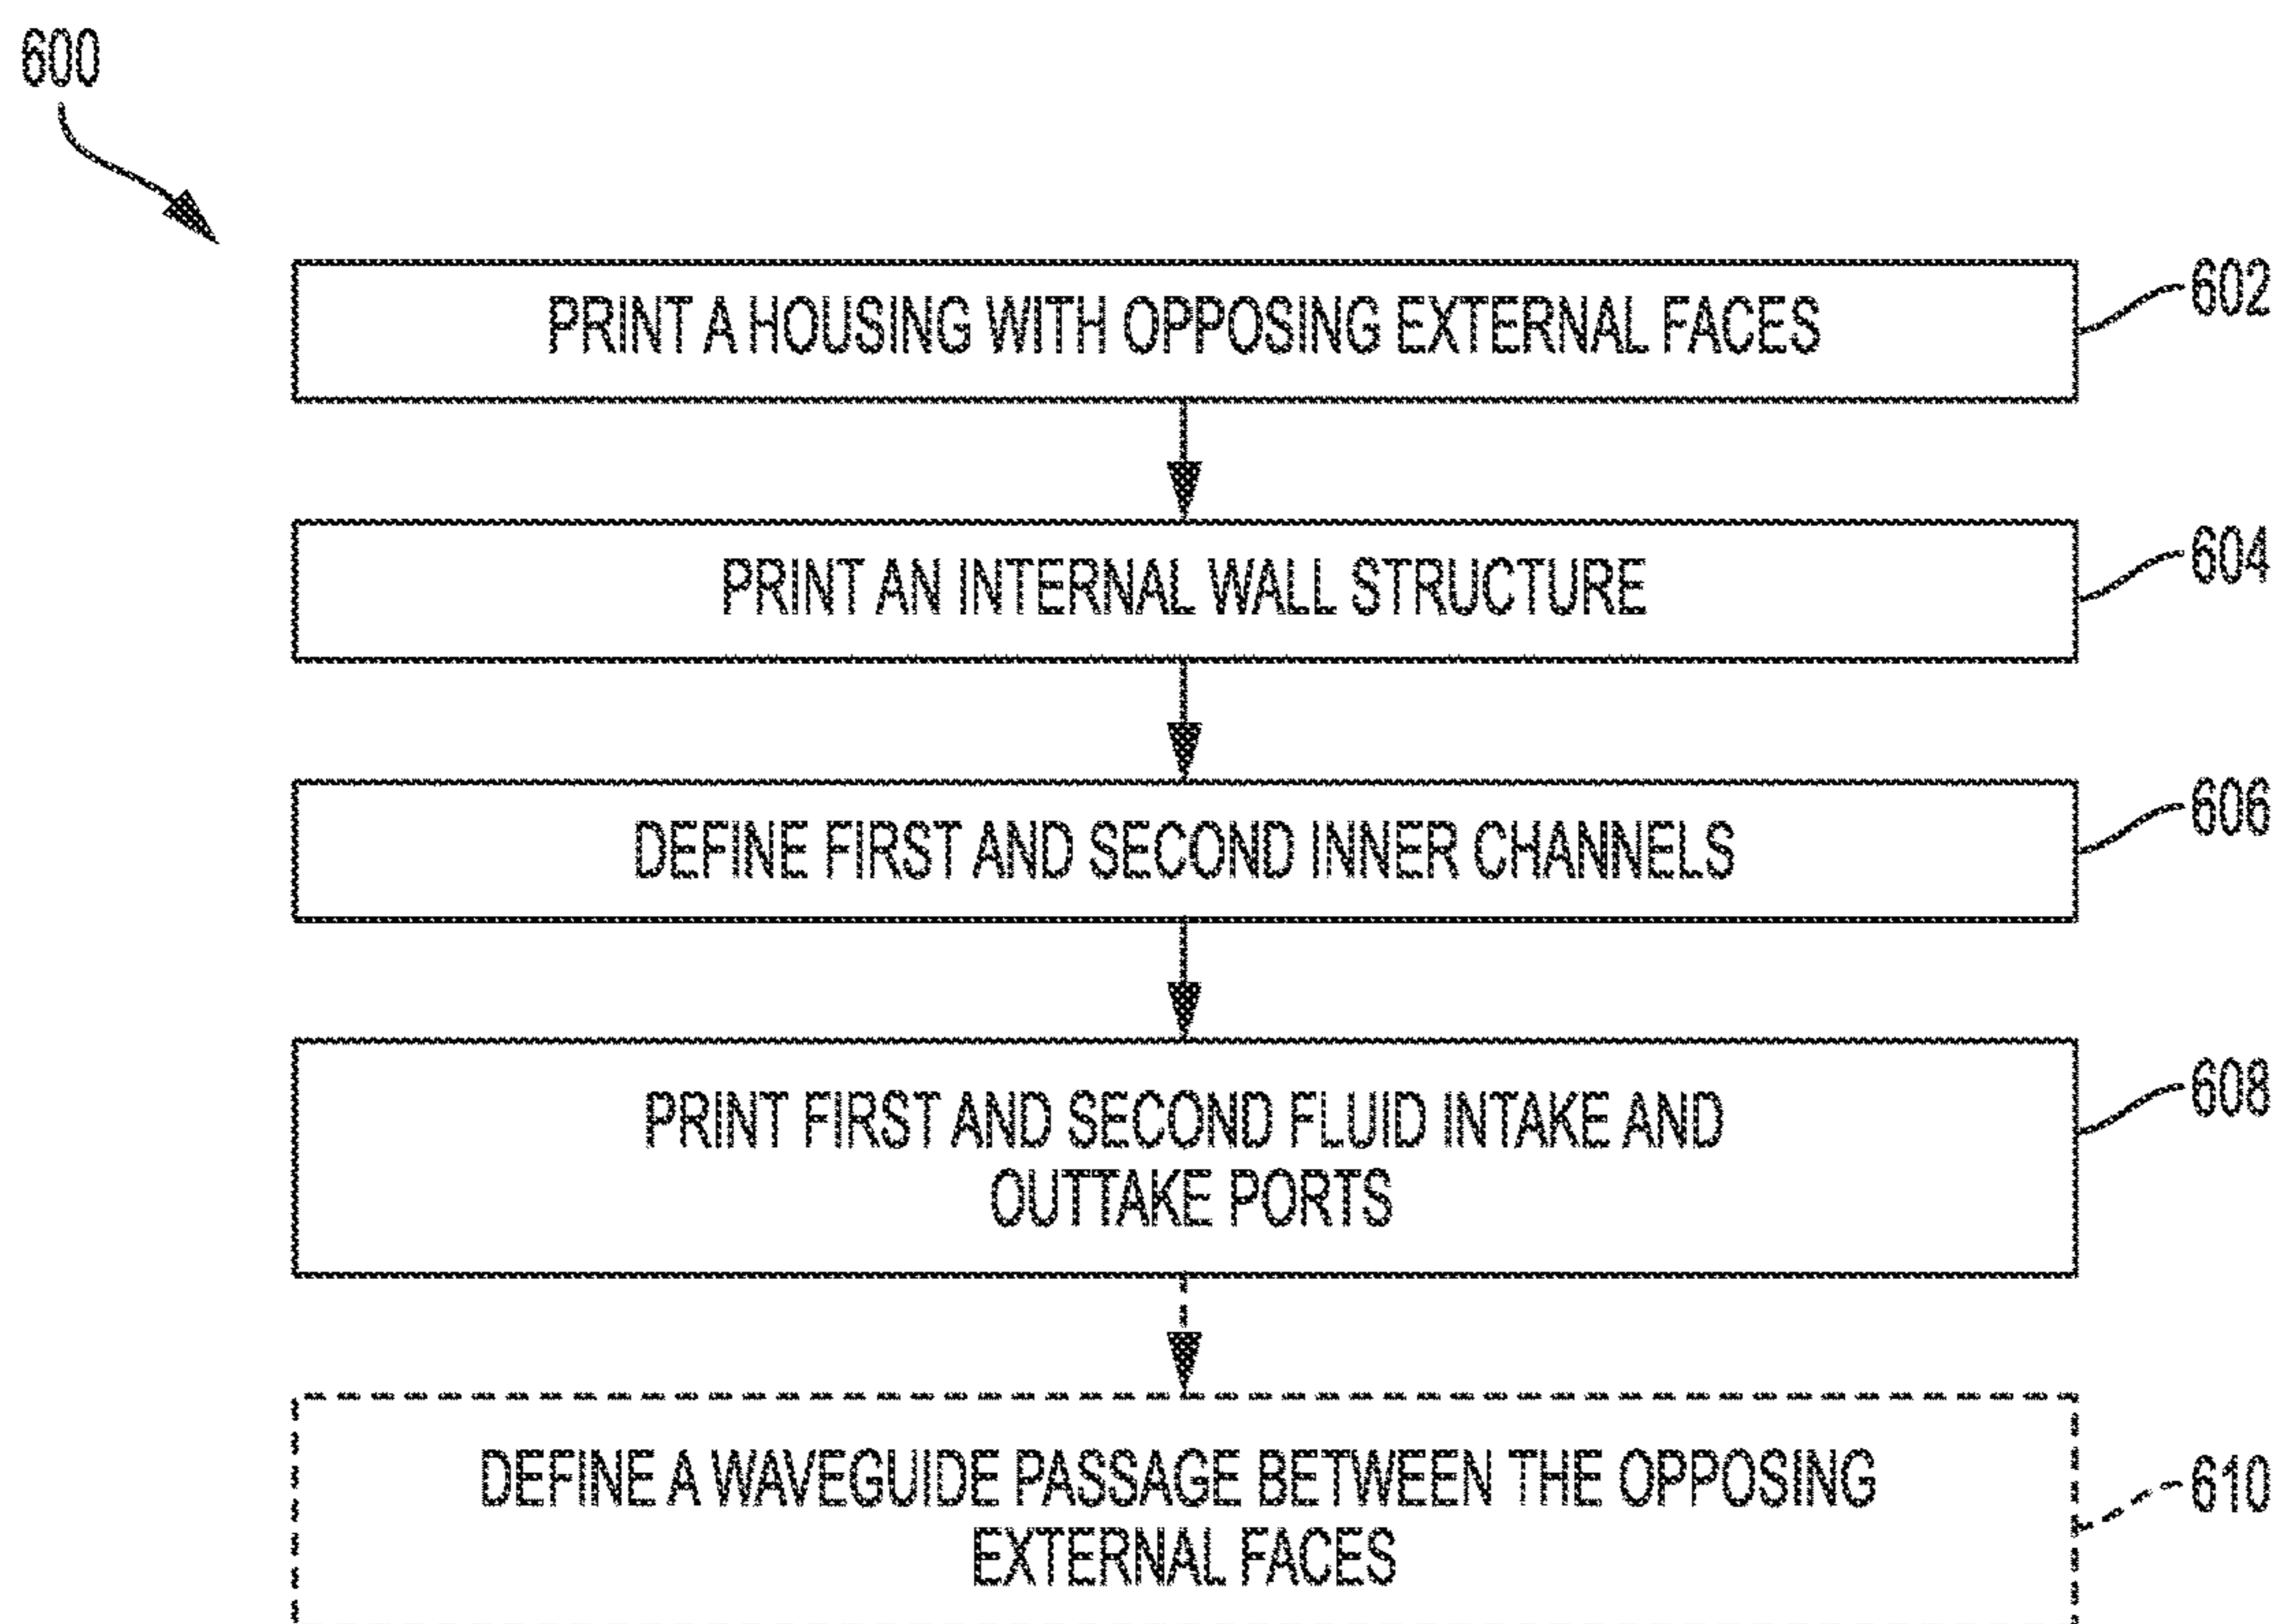 600
PRINT A HOUSING WITH OPPOSING EXTERNAL FACES
602
PRINT AN INTERNAL WALL STRUCTURE
604
DEFINE FIRST AND SECOND INNER CHANNELS
606
PRINT FIRST AND SECOND FLUID INTAKE AND
OUTTAKE PORTS
608
DEFINE A WAVEGUIDE PASSAGE BETWEEN THE OPPOSING
EXTERNAL FACES
610